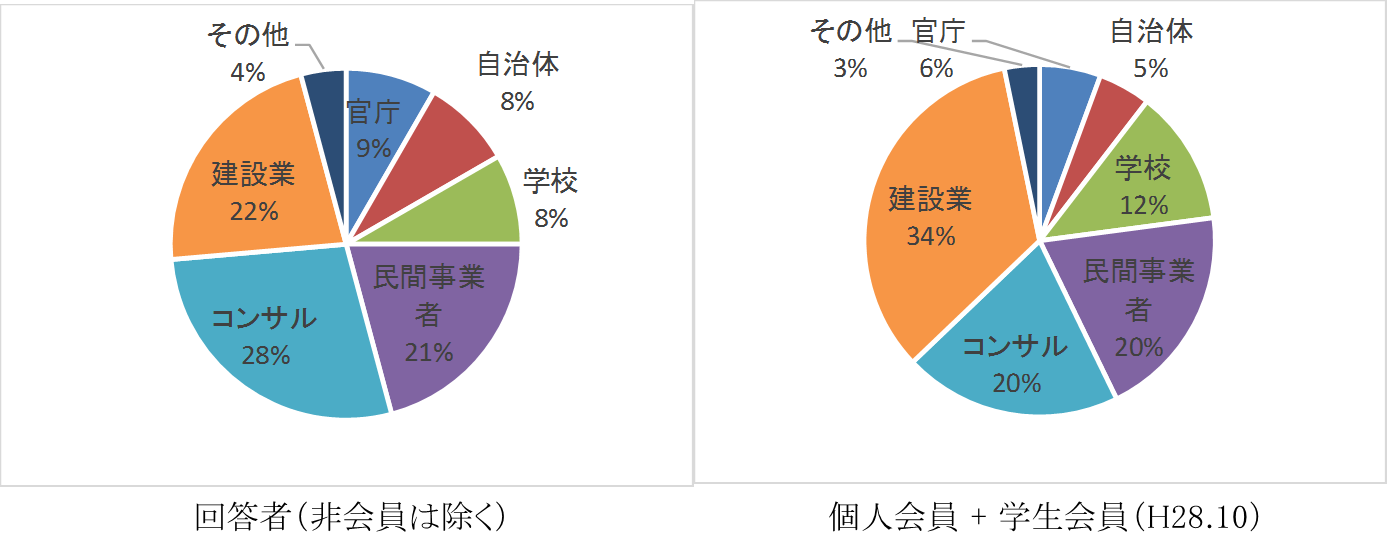 その他
4%
官庁
9%
自治体
8%
学校
8%
民間事業
者
21%
コンサル
28%
建設業
22%
回答者（非会員は除く）
その他
3%
官庁
6%
自治体
5%
学校
12%
民間事業
者
20%
コンサル
20%
建設業
34%
個人会員 + 学生会員（H28.10）